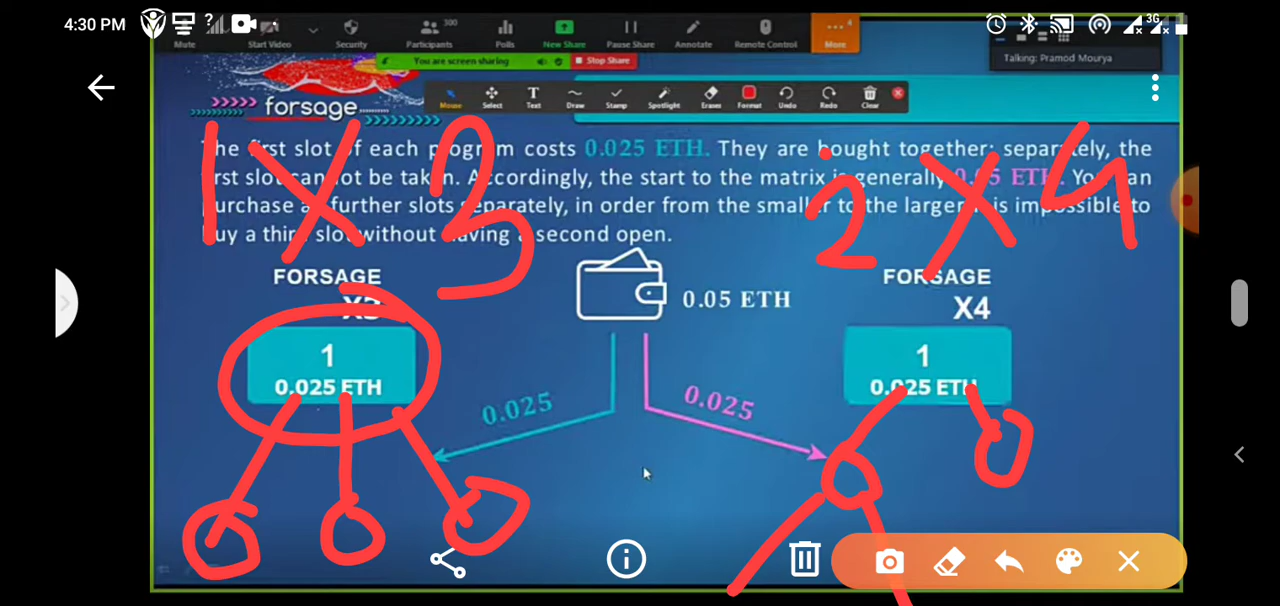 4:30 PM ? 3G
Mute Start Video Security Participants 300 Polls New Share Pause Share Annotate Remote Control More 4
You are screen sharing Stop Share
Talking: Pramod Mourya
Mouse Select Text Draw Stamp Spotlight Eraser Format Undo Redo Clear
forsage
1 X 3
2 X 4
The first slot of each program costs 0.025 ETH. They are bought together; separately, the
first slot cannot be taken. Accordingly, the start to the matrix is generally 0.05 ETH. You can
purchase all further slots separately, in order from the smaller to the larger. It is impossible to
buy a third slot without having a second open.
FORSAGE
X3
1
0.025 ETH
0.05 ETH
0.025
0.025
FORSAGE
X4
1
0.025 ETH